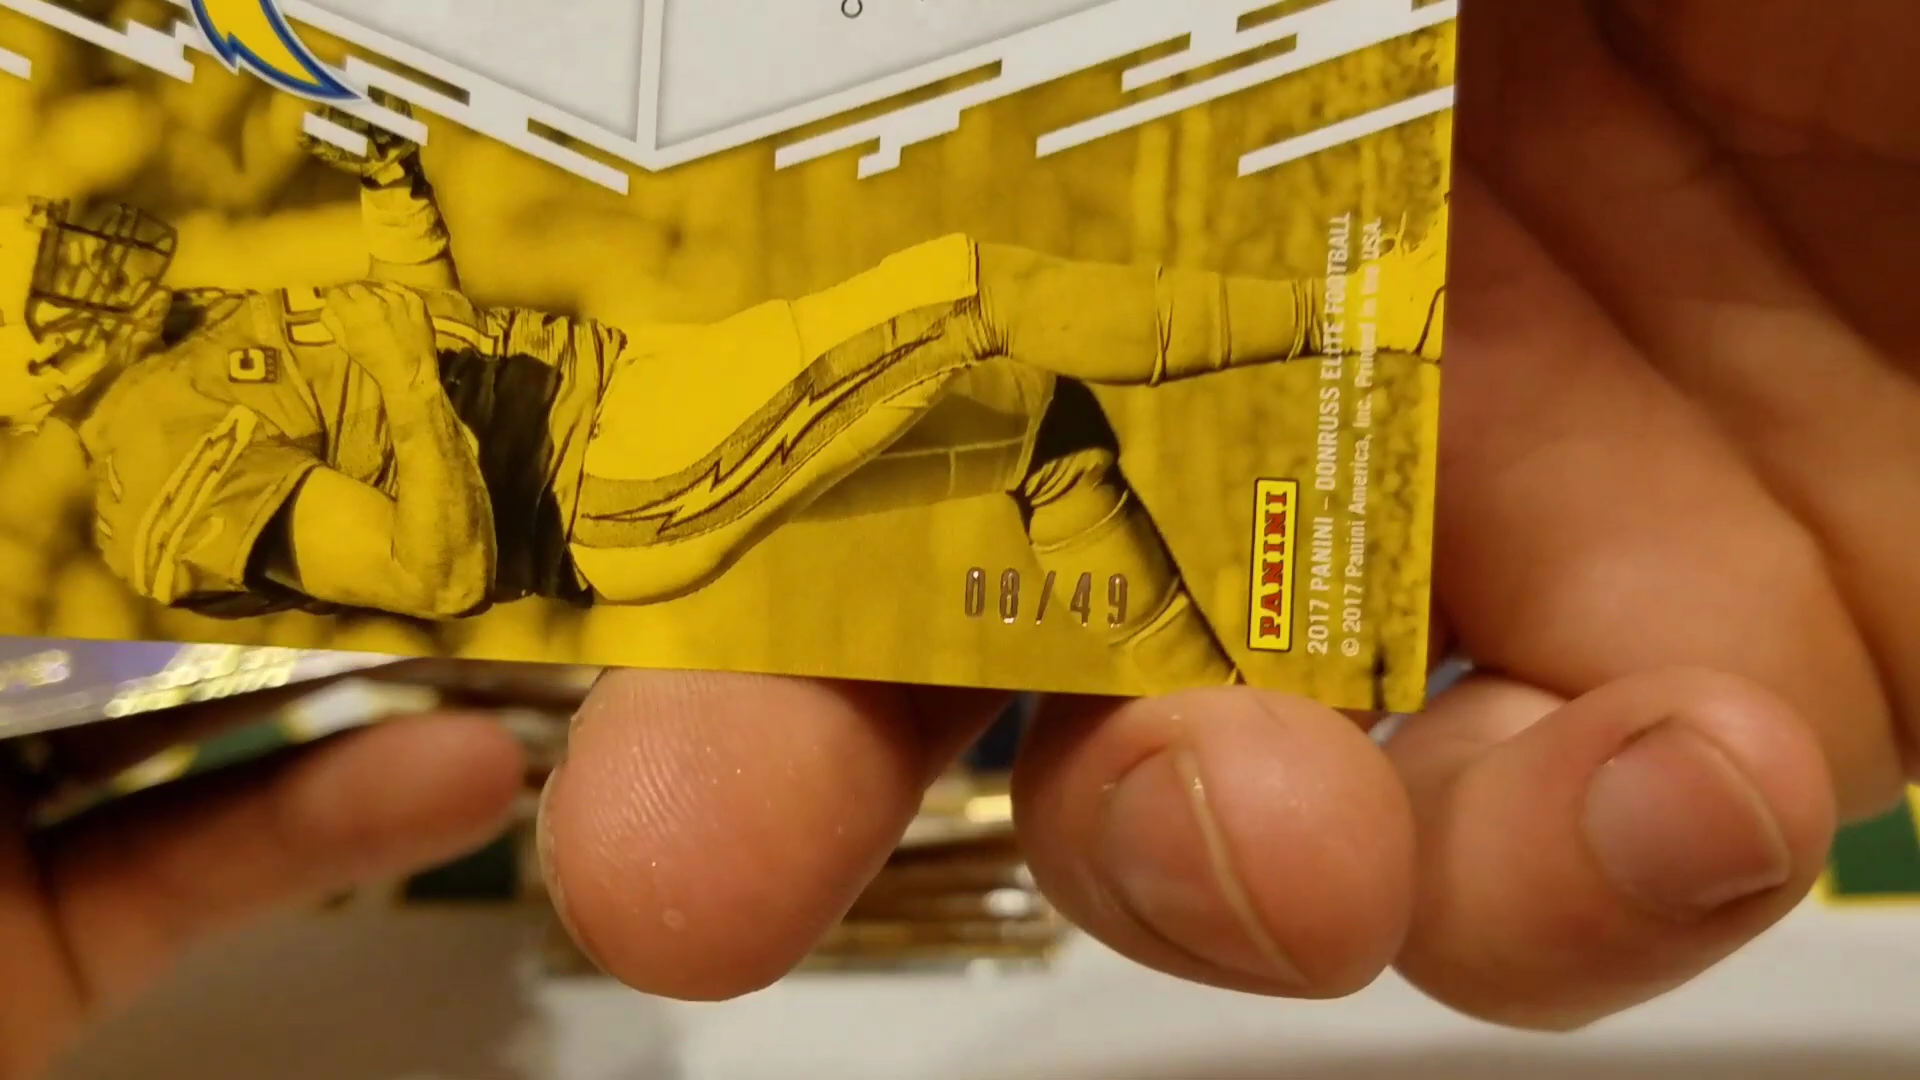 08/49
PANINI
2017 PANINI – DONRUSS ELITE FOOTBALL
© 2017 Panini America, Inc. Printed in the USA.
C